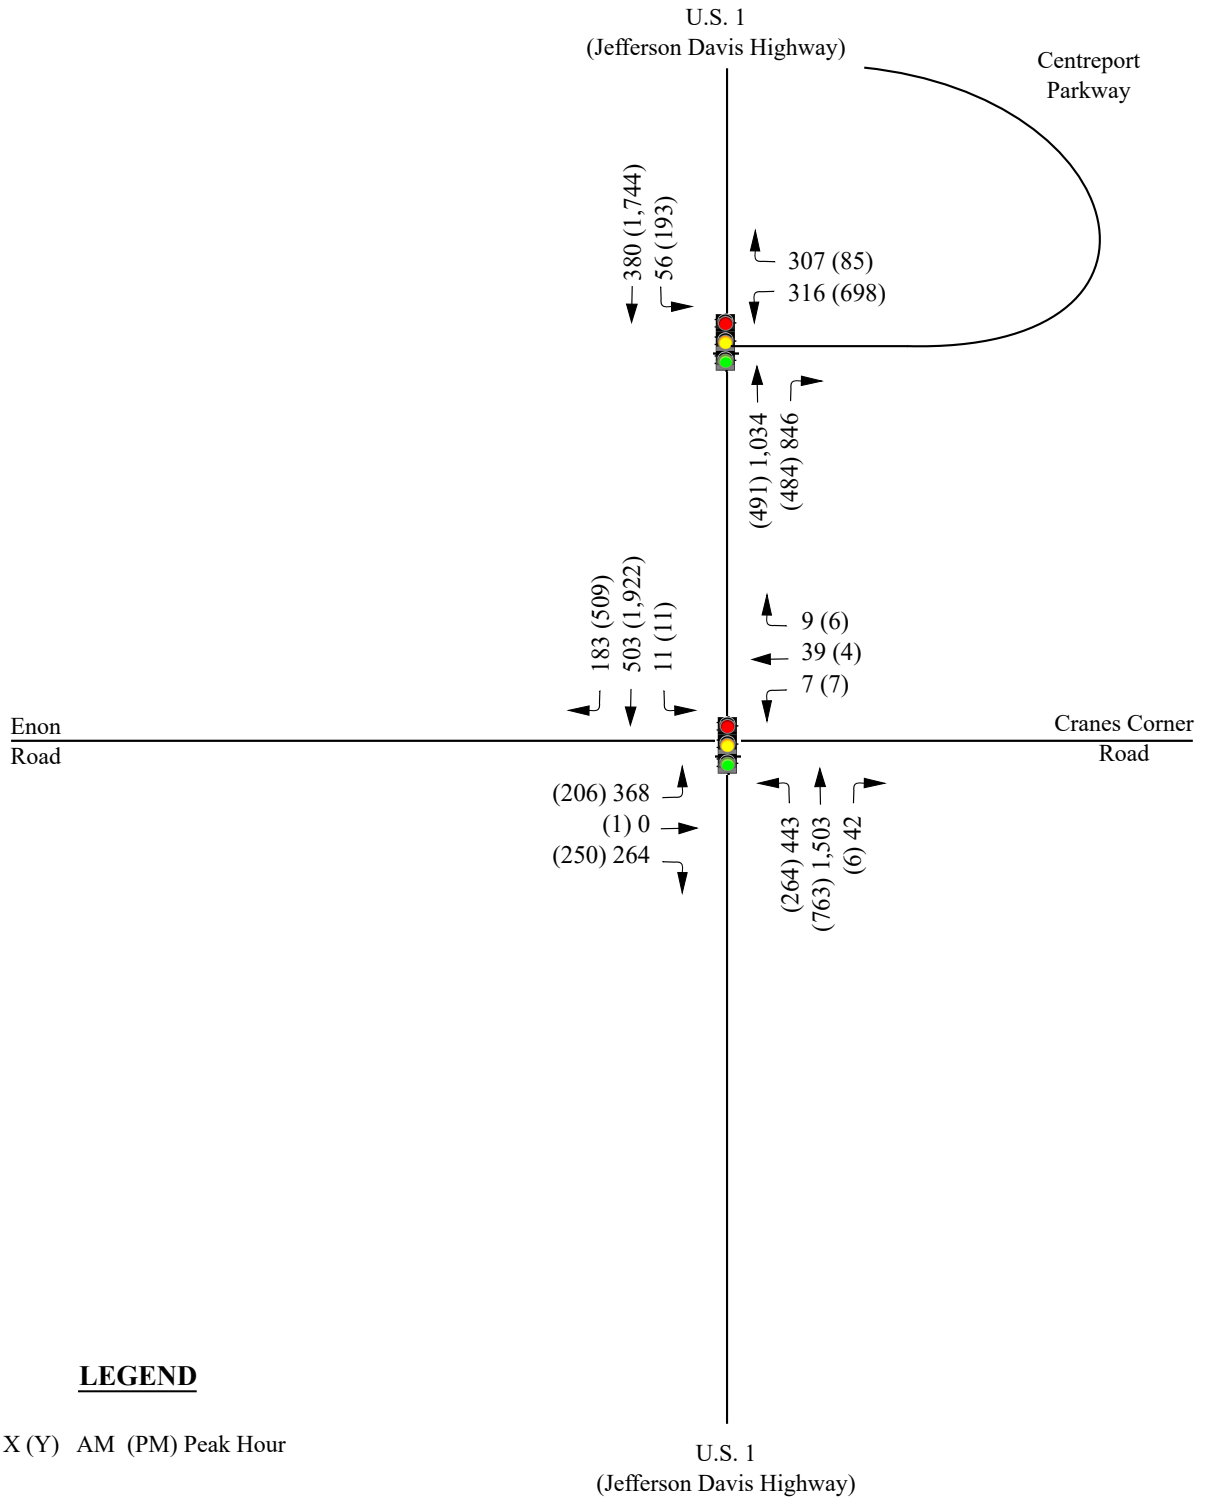 U.S. 1
(Jefferson Davis Highway)
Centreport
Parkway
380 (1,744)
56 (193)
307 (85)
316 (698)
(491) 1,034
(484) 846
183 (509)
503 (1,922)
11 (11)
9 (6)
39 (4)
7 (7)
Enon
Road
Cranes Corner
Road
(206) 368
(1) 0
(250) 264
(264) 443
(763) 1,503
(6) 42
LEGEND
X (Y) AM (PM) Peak Hour
U.S. 1
(Jefferson Davis Highway)